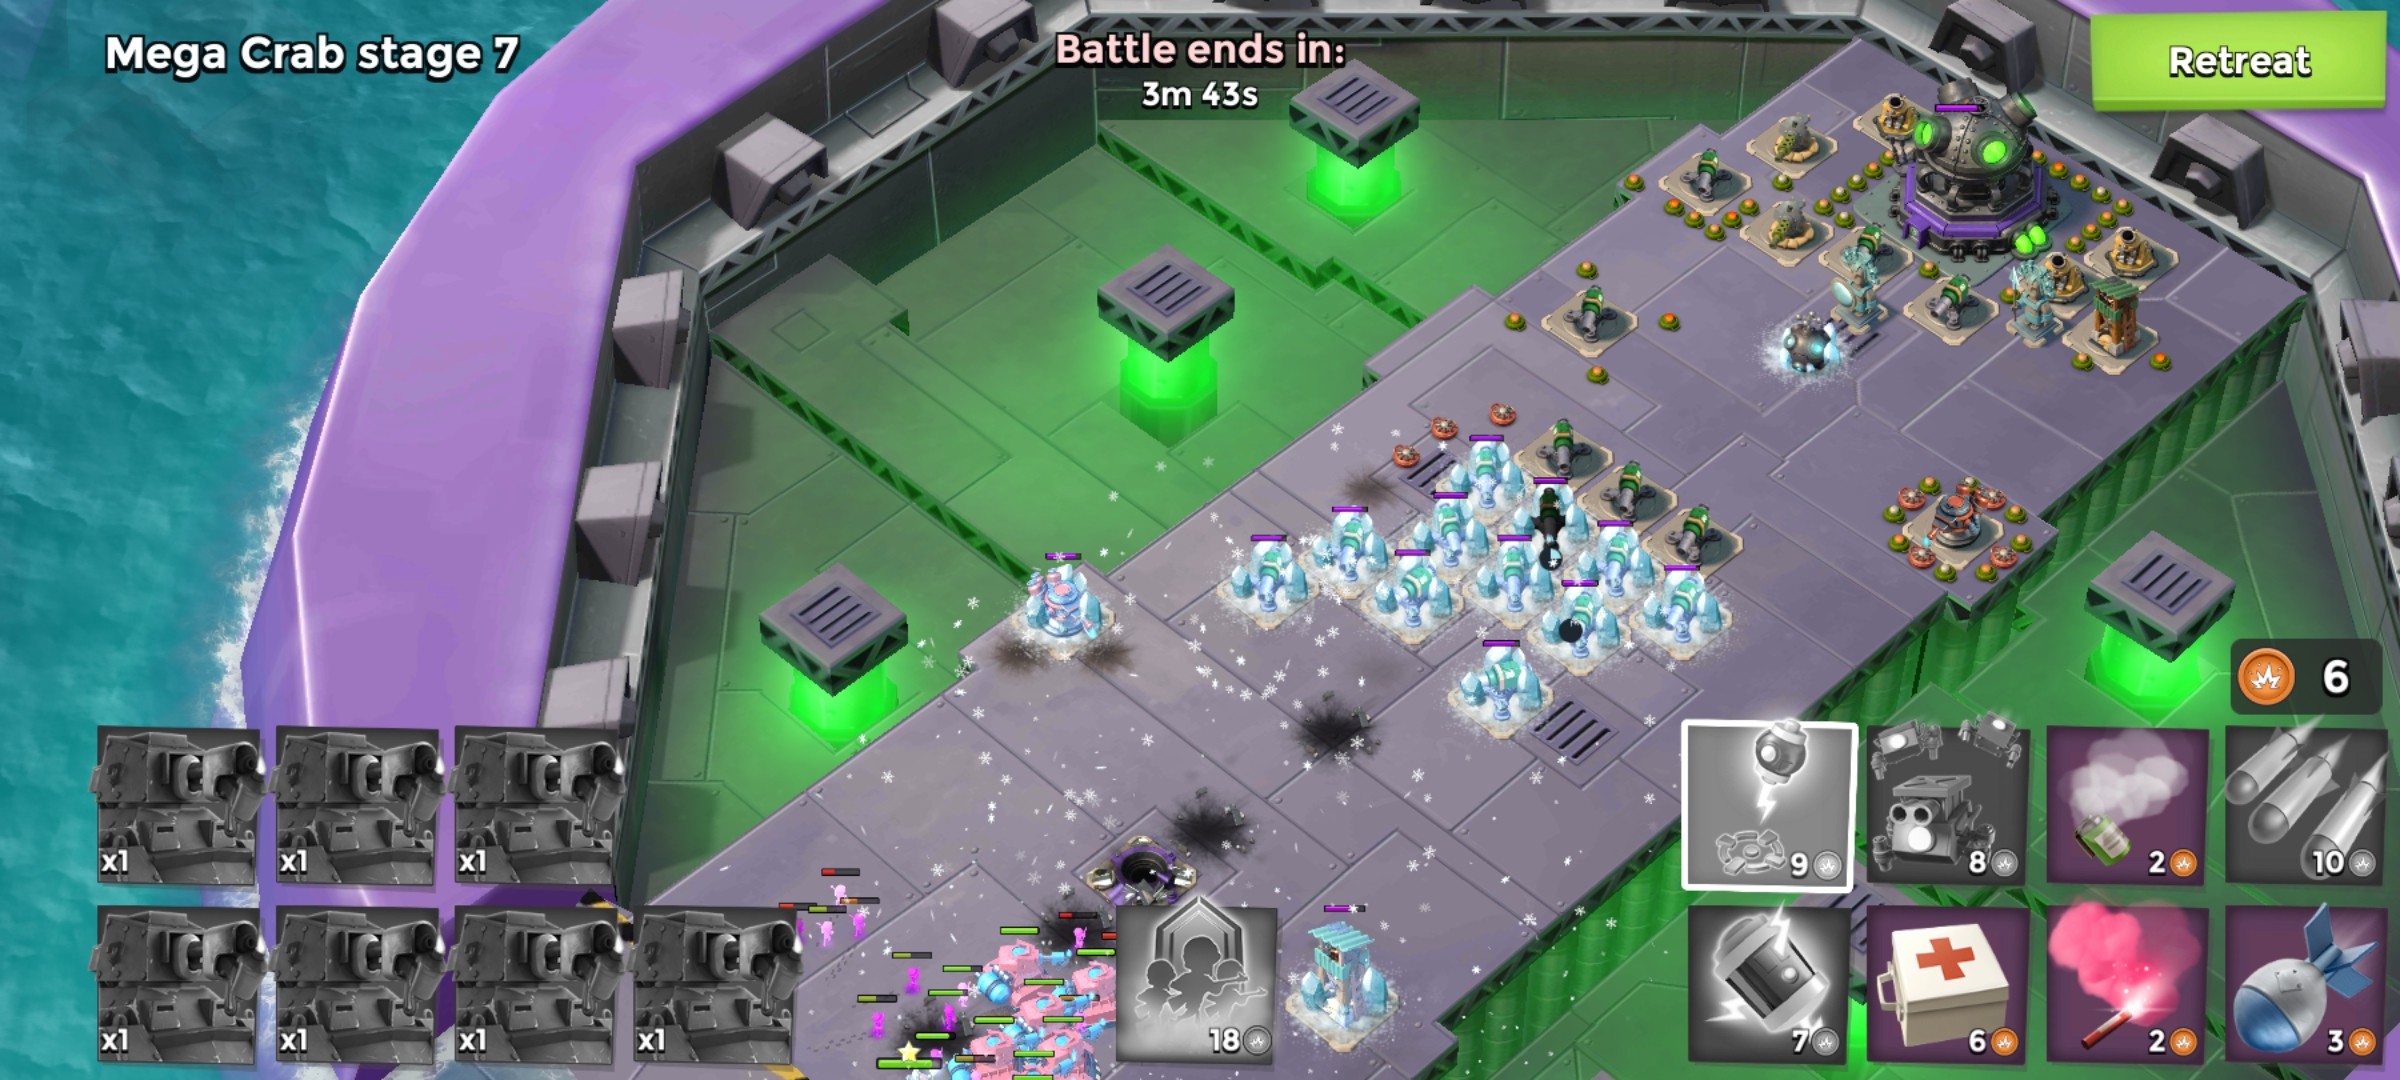 Mega Crab stage 7
Battle ends in:
3m 43s
Retreat
6
x1
x1
x1
9
8
2
10
x1
x1
x1
x1
18
7
6
2
3